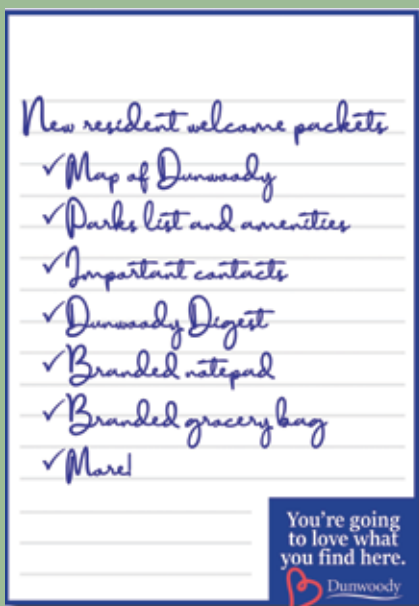 New resident welcome packets
✓Map of Dunwoody
✓Parks list and amenities
✓Important contacts
✓Dunwoody Digest
✓Branded notepad
✓Branded grocery bag
✓More!
You're going
to love what
you find here.
Dunwoody